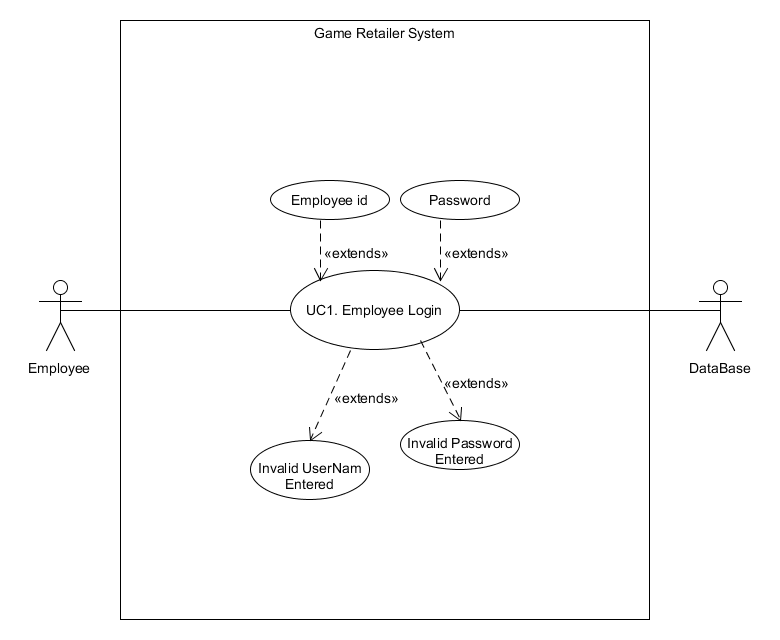 Game Retailer System
Employee id
Password
«extends»
«extends»
UC1. Employee Login
Employee
DataBase
«extends»
«extends»
Invalid Password
Entered
Invalid UserNam
Entered